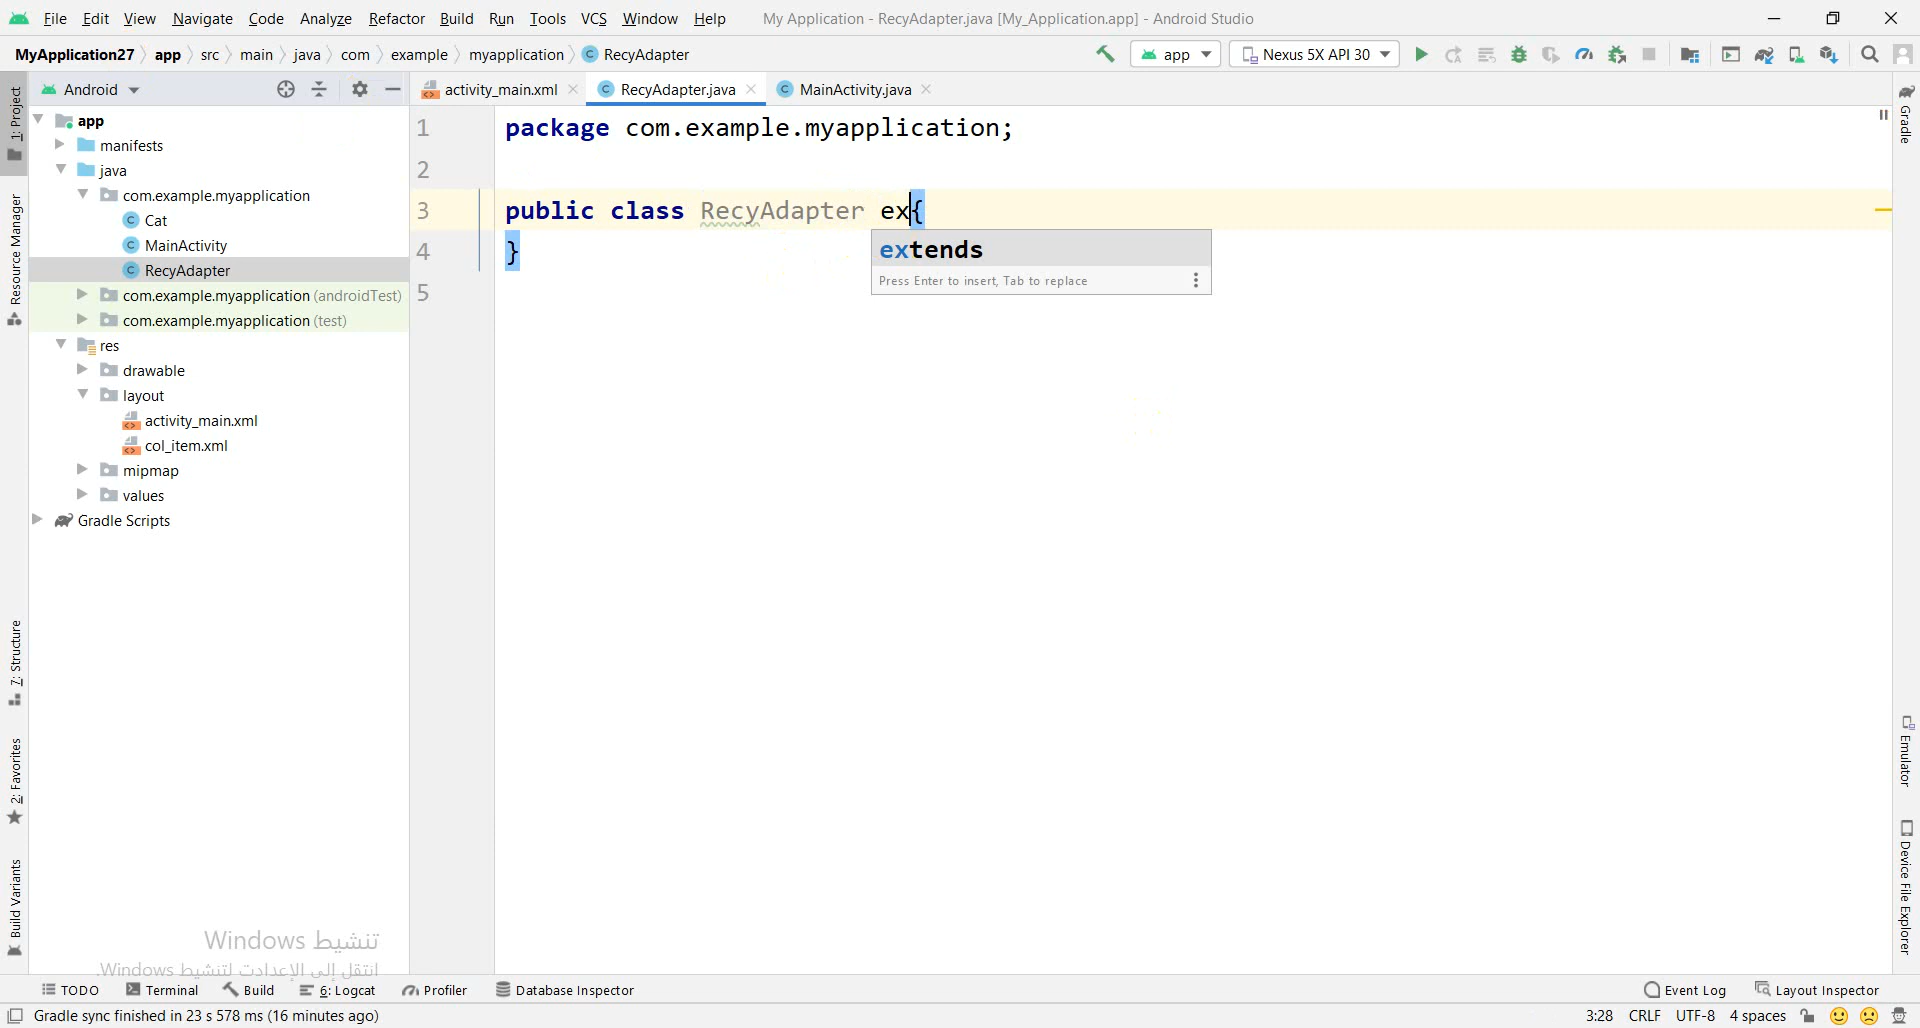 File Edit View Navigate Code Analyze Refactor Build Run Tools VCS Window Help My Application - RecyAdapter.java [My_Application.app] - Android Studio
MyApplication27 app src main java com example myapplication RecyAdapter app Nexus 5X API 30
Android activity_main.xml RecyAdapter.java MainActivity.java
1: Project
Resource Manager
7: Structure
2: Favorites
Build Variants
app
manifests
java
com.example.myapplication
Cat
MainActivity
RecyAdapter
com.example.myapplication (androidTest)
com.example.myapplication (test)
res
drawable
layout
activity_main.xml
col_item.xml
mipmap
values
Gradle Scripts
1 package com.example.myapplication;
2
3 public class RecyAdapter ex{
4 }
5
extends
Press Enter to insert, Tab to replace
Gradle
Emulator
Device File Explorer
تنشيط Windows
انتقل إلى الإعدادت لتنشيط Windows.
TODO Terminal Build 6: Logcat Profiler Database Inspector Event Log Layout Inspector
Gradle sync finished in 23 s 578 ms (16 minutes ago) 3:28 CRLF UTF-8 4 spaces